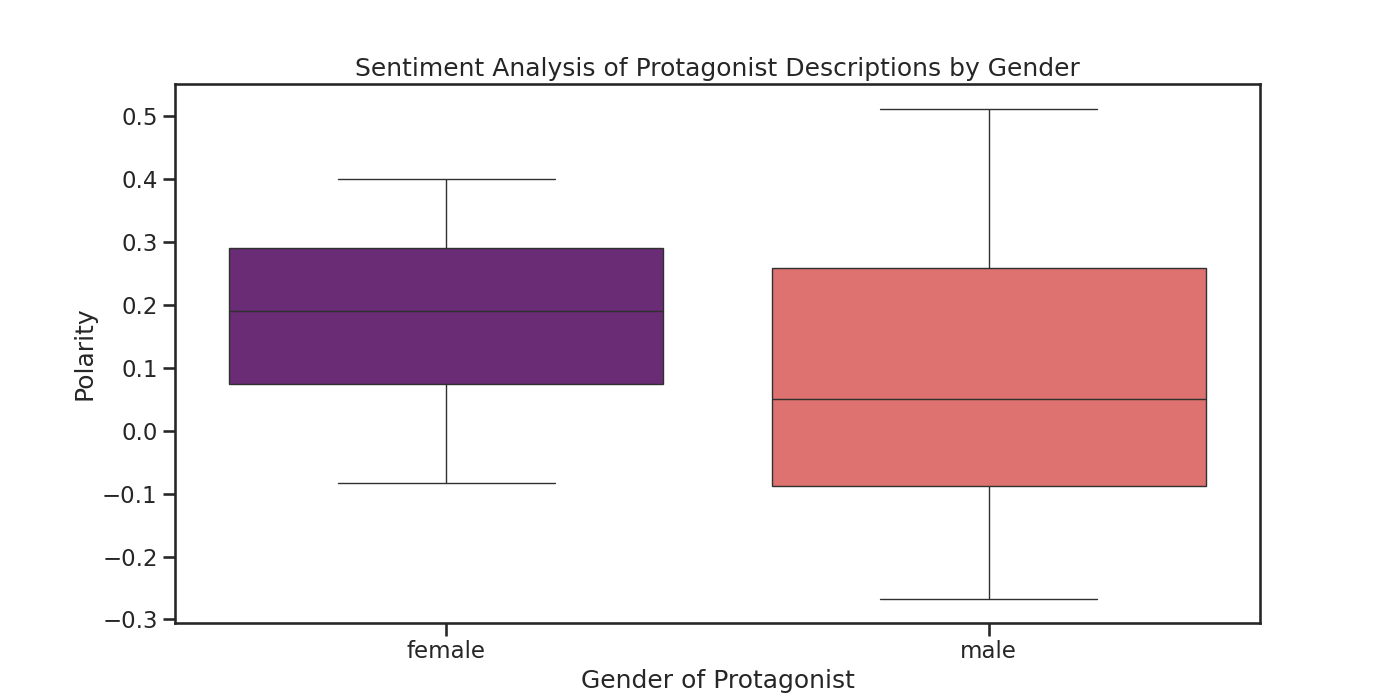 Sentiment Analysis of Protagonist Descriptions by Gender
0.5
0.4
0.3
0.2
0.1
0.0
−0.1
−0.2
−0.3
Polarity
female male
Gender of Protagonist